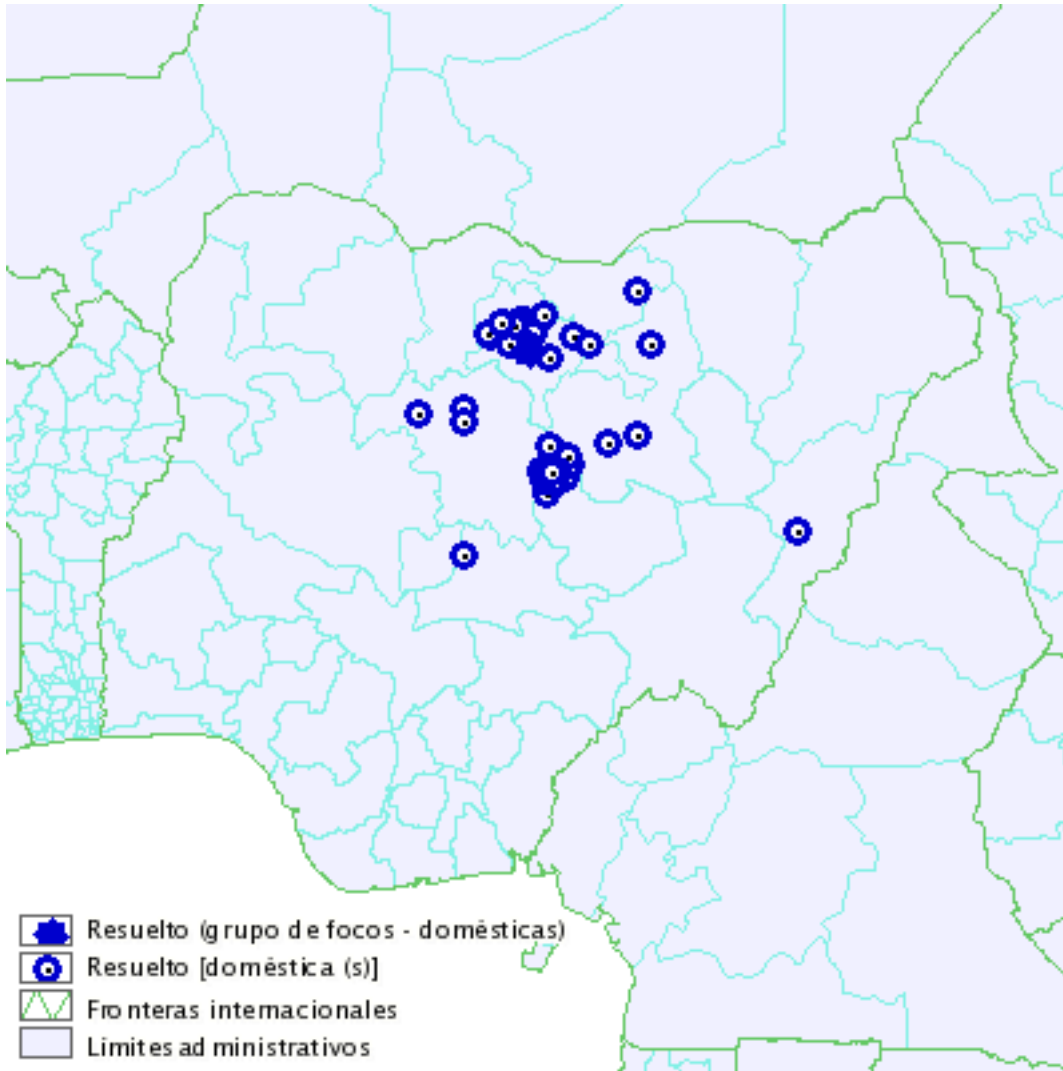 Resuelto (grupo de focos - domésticas)
Resuelto [doméstica (s)]
Fronteras internacionales
Límites administrativos